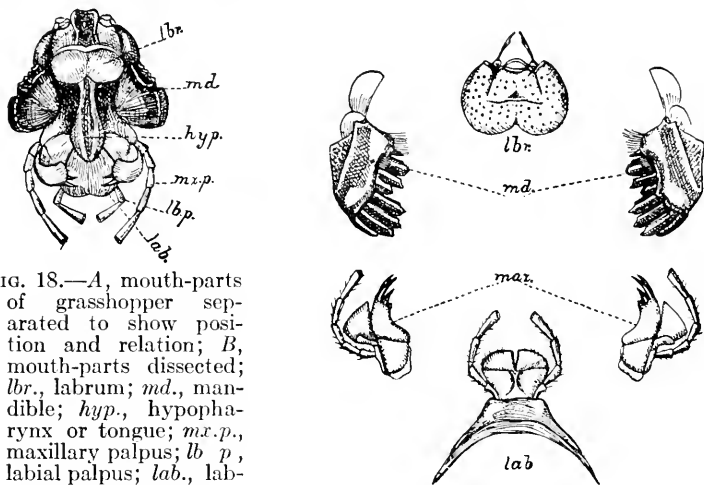 lbr.
md
hyp.
mx.p.
lb.p.
lab.
lbr.
md.
max.
lab
IG. 18.—A, mouth-parts
of grasshopper sep-
arated to show posi-
tion and relation; B,
mouth-parts dissected;
lbr., labrum; md., man-
dible; hyp., hypopha-
rynx or tongue; mx.p.,
maxillary palpus; lb p ,
labial palpus; lab., lab-